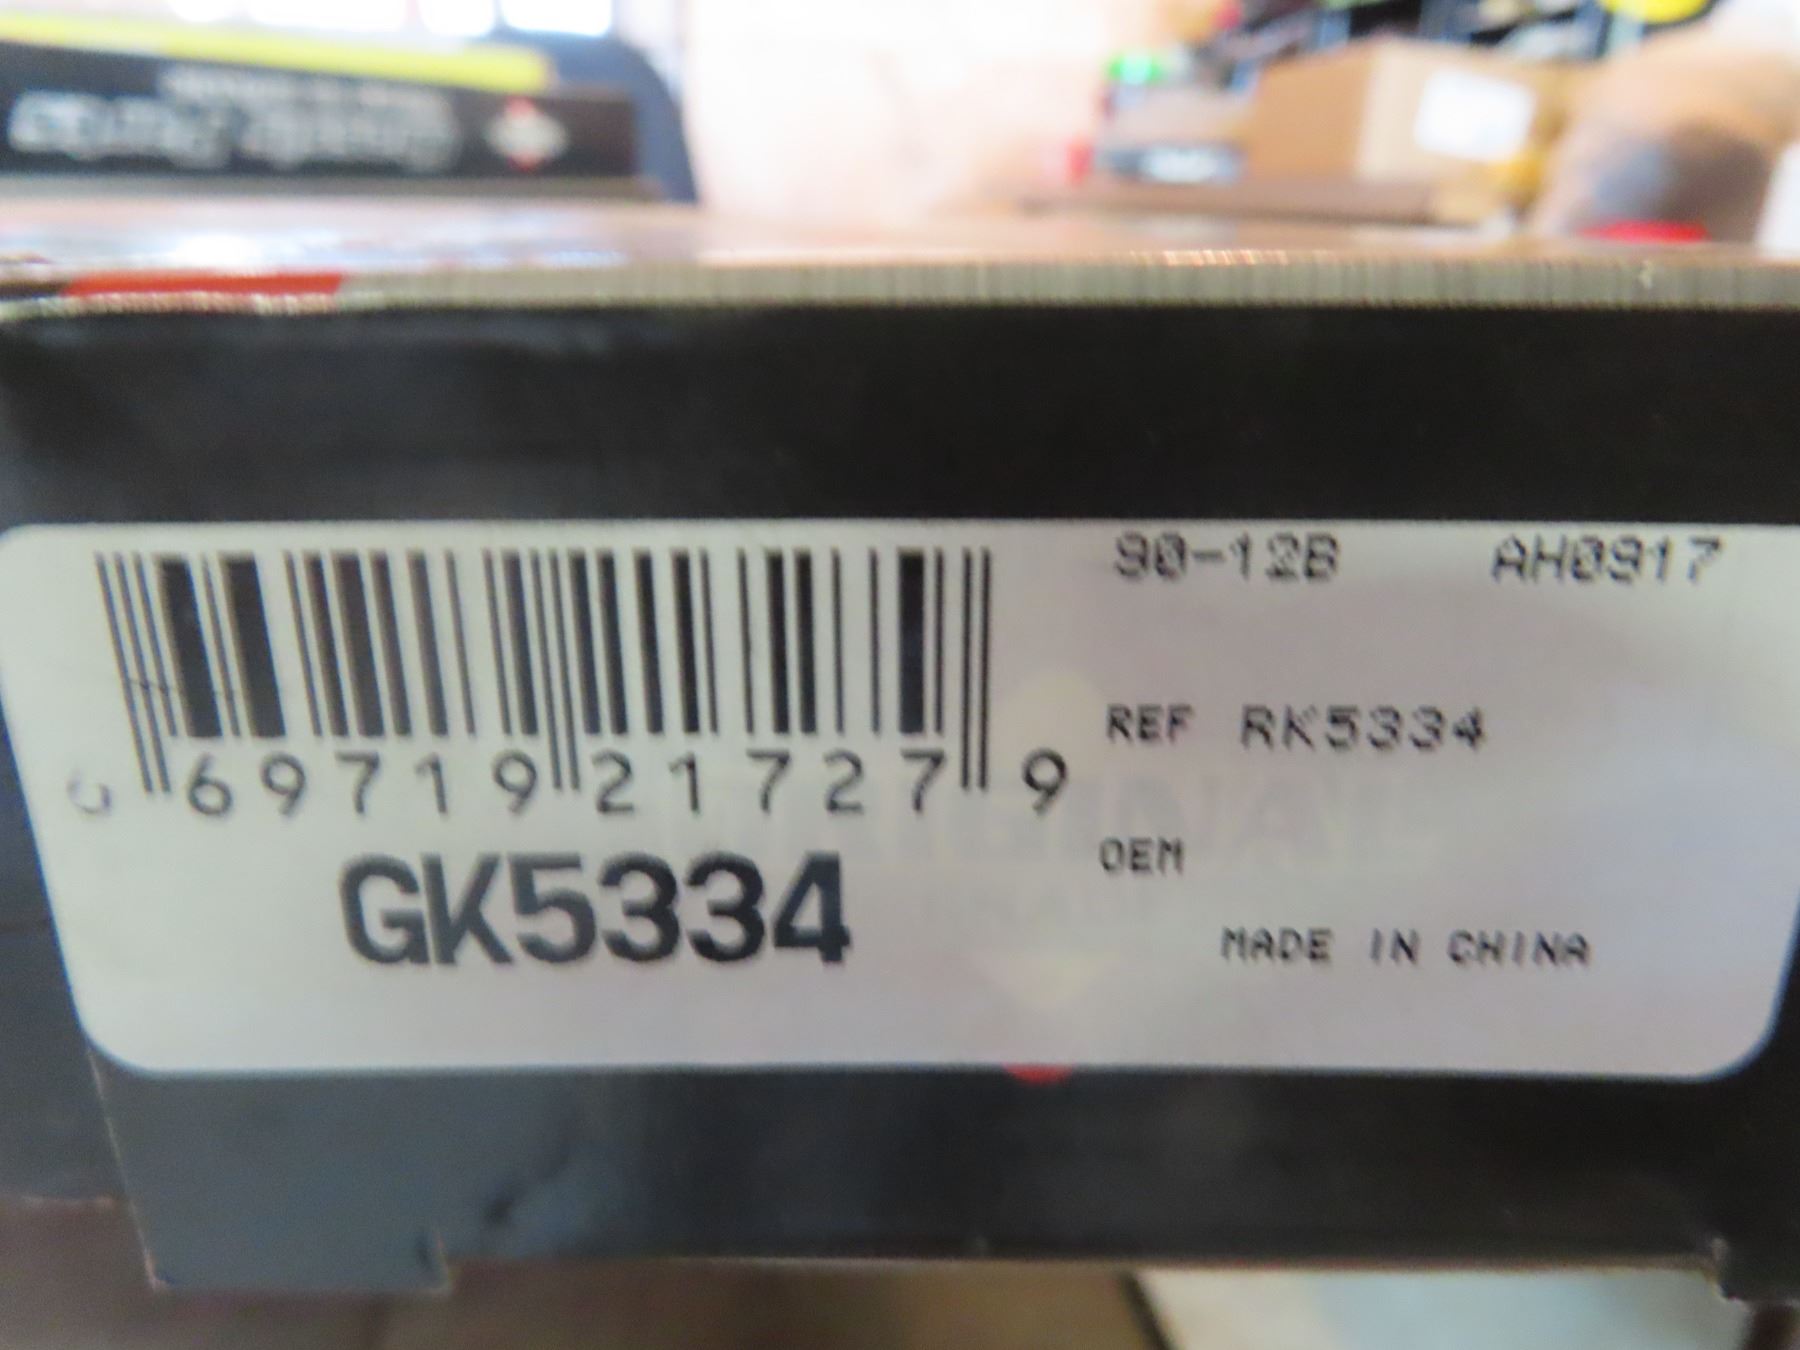 90-12B AH0917
REF RK5334
69719 21727 9
OEM
GK5334
MADE IN CHINA